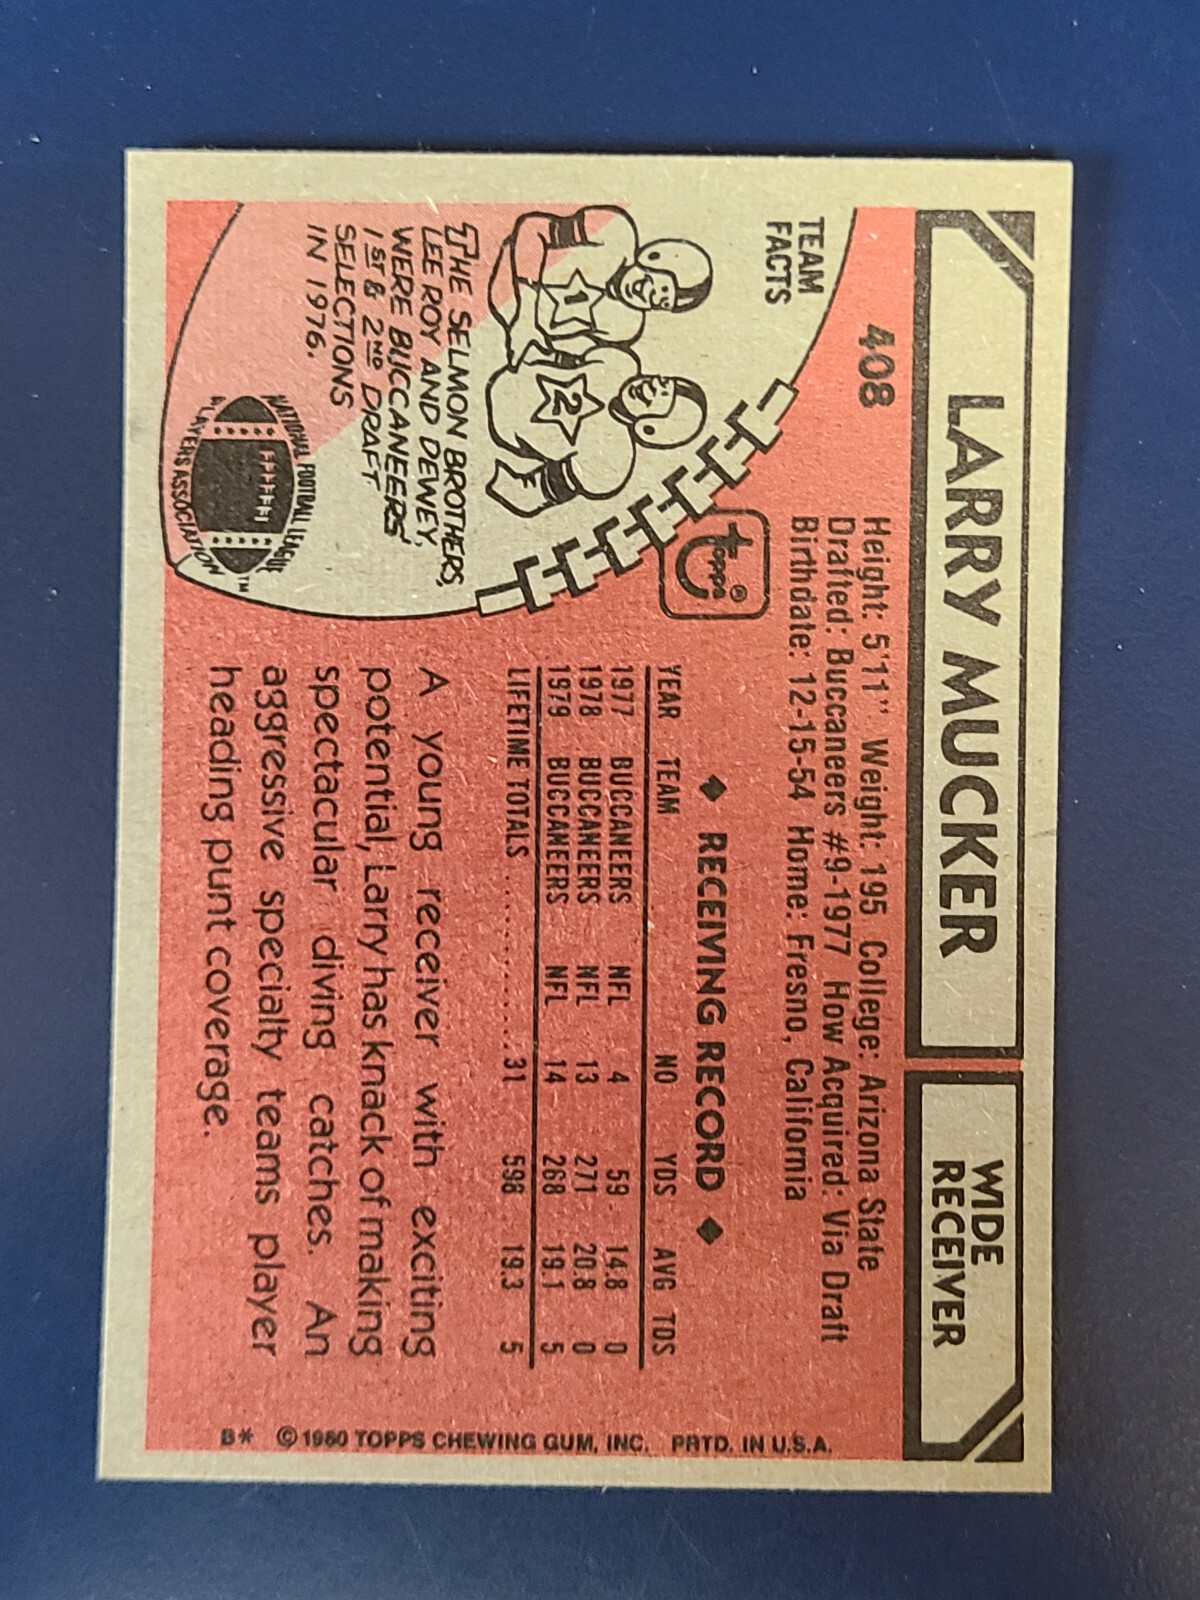 LARRY MUCKER
WIDE
RECEIVER
408
Height: 5'11" Weight: 195 College: Arizona State
Drafted: Buccaneers #9-1977 How Acquired: Via Draft
Birthdate: 12-15-54 Home: Fresno, California
TEAM
FACTS
1
2
THE SELMON BROTHERS,
LEE ROY AND DEWEY,
WERE BUCCANEERS'
1ST & 2ND DRAFT
SELECTIONS
IN 1976.
NATIONAL FOOTBALL LEAGUE
PLAYERS ASSOCIATION™
Topps®
◆ RECEIVING RECORD ◆
YEAR TEAM NO YDS AVG TDS
1977 BUCCANEERS NFL 4 59 14.8 0
1978 BUCCANEERS NFL 13 271 20.8 0
1979 BUCCANEERS NFL 14 268 19.1 5
LIFETIME TOTALS ............... 31 598 19.3 5
A young receiver with exciting
potential, Larry has knack of making
spectacular diving catches. An
aggressive specialty teams player
heading punt coverage.
B* © 1980 TOPPS CHEWING GUM, INC. PRTD. IN U.S.A.